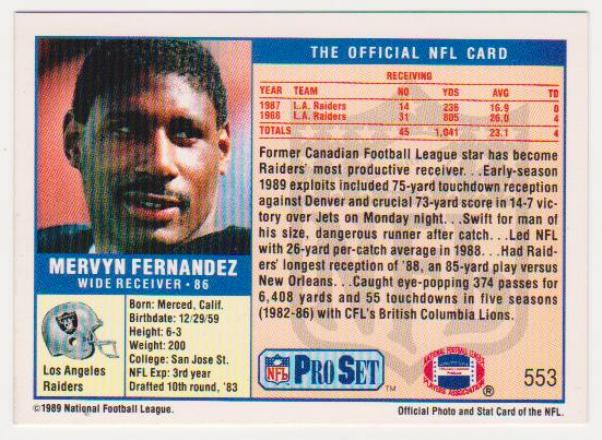 THE OFFICIAL NFL CARD
RECEIVING
YEAR TEAM NO YDS AVG TD
1987 L.A. Raiders 14 236 16.9 0
1988 L.A. Raiders 31 805 26.0 4
TOTALS 45 1,041 23.1 4
Former Canadian Football League star has become
Raiders' most productive receiver. . .Early-season
1989 exploits included 75-yard touchdown reception
against Denver and crucial 73-yard score in 14-7
victory over Jets on Monday night. . .Swift for man of
his size, dangerous runner after catch. . .Led NFL
with 26-yard per-catch average in 1988. . .Had Raid-
ers' longest reception of '88, an 85-yard play versus
New Orleans. . .Caught eye-popping 374 passes for
6,408 yards and 55 touchdowns in five seasons
(1982-86) with CFL's British Columbia Lions.
MERVYN FERNANDEZ
WIDE RECEIVER • 86
Los Angeles
Raiders
Born: Merced, Calif.
Birthdate: 12/29/59
Height: 6-3
Weight: 200
College: San Jose St.
NFL Exp: 3rd year
Drafted 10th round, '83
NFL PRO SET ™
NATIONAL FOOTBALL LEAGUE
PLAYERS ASSOCIATION
®
553
©1989 National Football League.
Official Photo and Stat Card of the NFL.